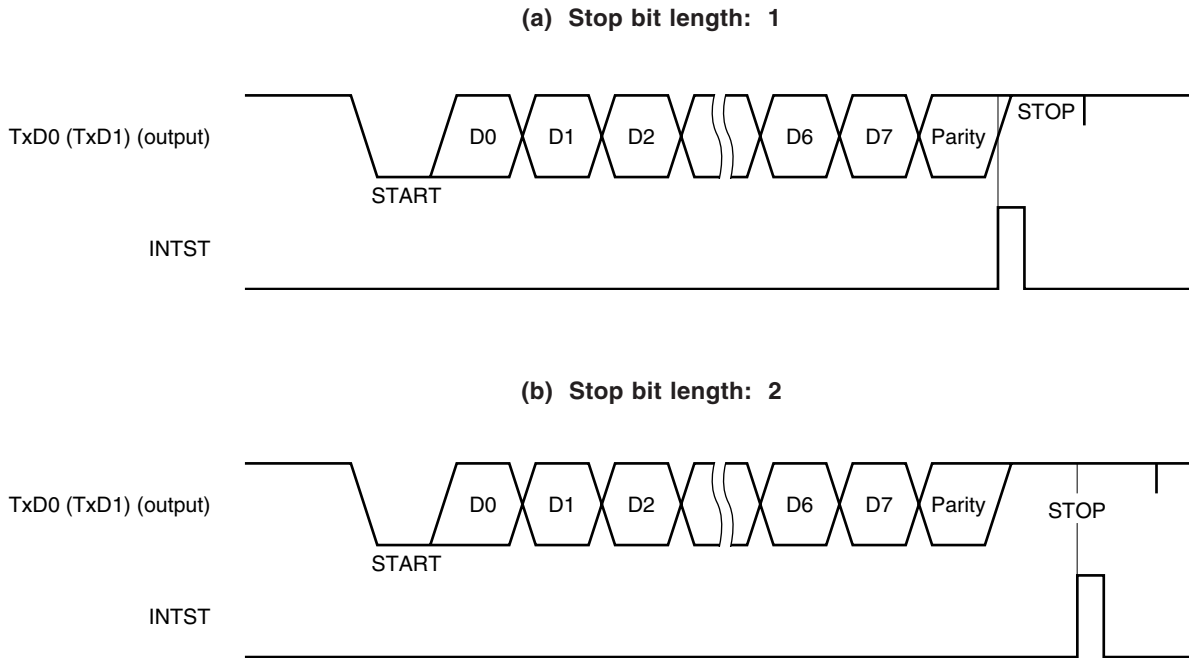 (a) Stop bit length: 1
TxD0 (TxD1) (output)
D0 D1 D2 D6 D7 Parity STOP
START
INTST
(b) Stop bit length: 2
TxD0 (TxD1) (output)
D0 D1 D2 D6 D7 Parity STOP
START
INTST